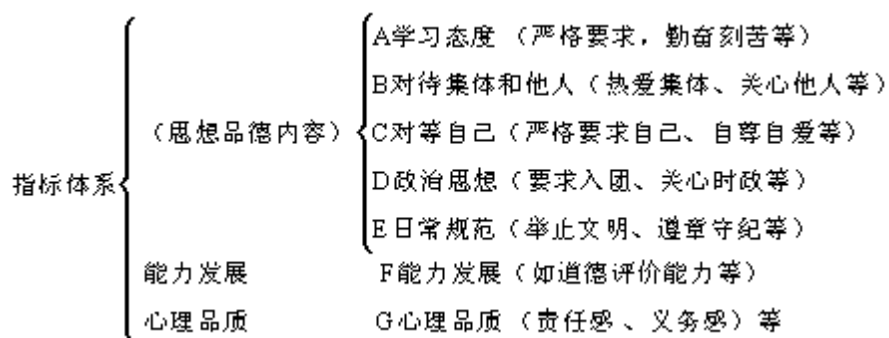 A学习态度 （严格要求，勤奋刻苦等）
B对待集体和他人（热爱集体、关心他人等）
（思想品德内容）
C对等自己（严格要求自己、自尊自爱等）
指标体系
D政治思想（要求入团、关心时政等）
E日常规范（举止文明、遵章守纪等）
能力发展 F能力发展（如道德评价能力等）
心理品质 G心理品质（责任感、义务感）等